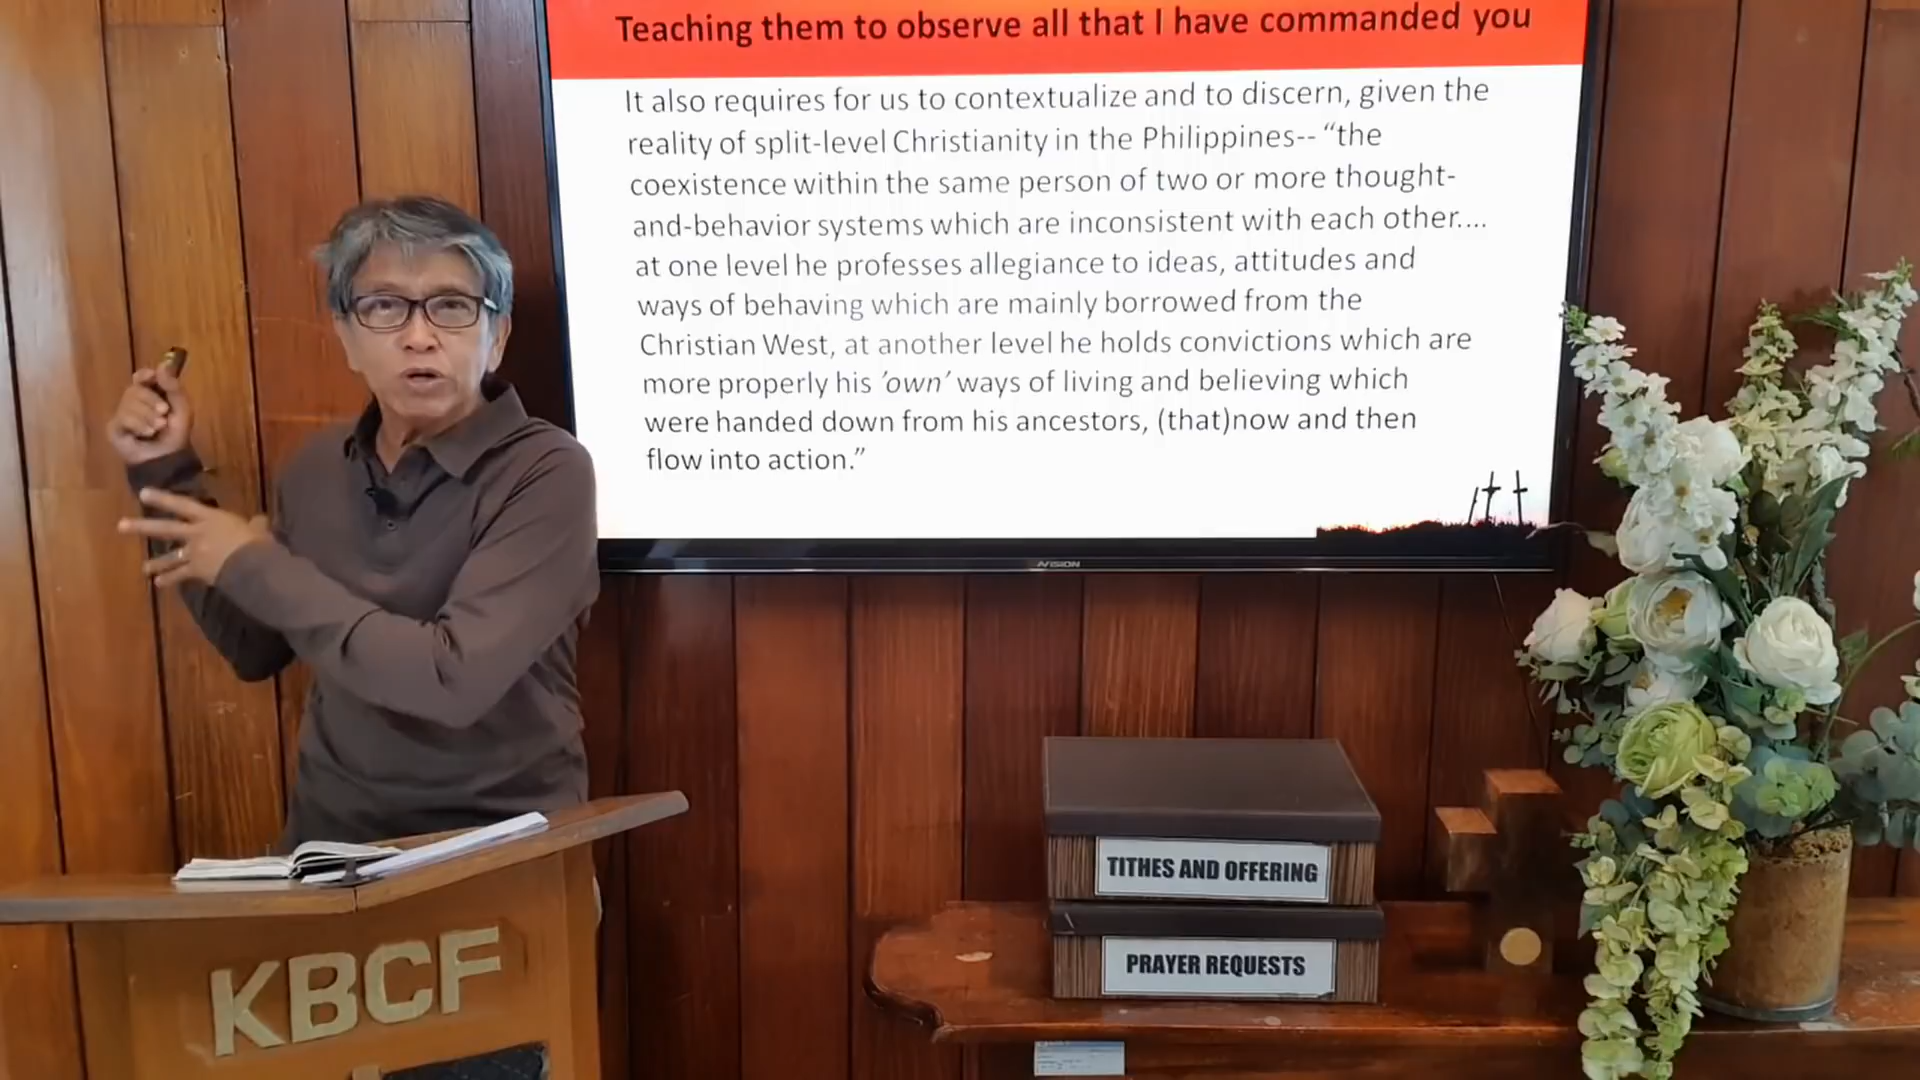 Teaching them to observe all that I have commanded you
It also requires for us to contextualize and to discern, given the
reality of split-level Christianity in the Philippines-- “the
coexistence within the same person of two or more thought-
and-behavior systems which are inconsistent with each other....
at one level he professes allegiance to ideas, attitudes and
ways of behaving which are mainly borrowed from the
Christian West, at another level he holds convictions which are
more properly his ’own’ ways of living and believing which
were handed down from his ancestors, (that)now and then
flow into action.”
TITHES AND OFFERING
PRAYER REQUESTS
KBCF